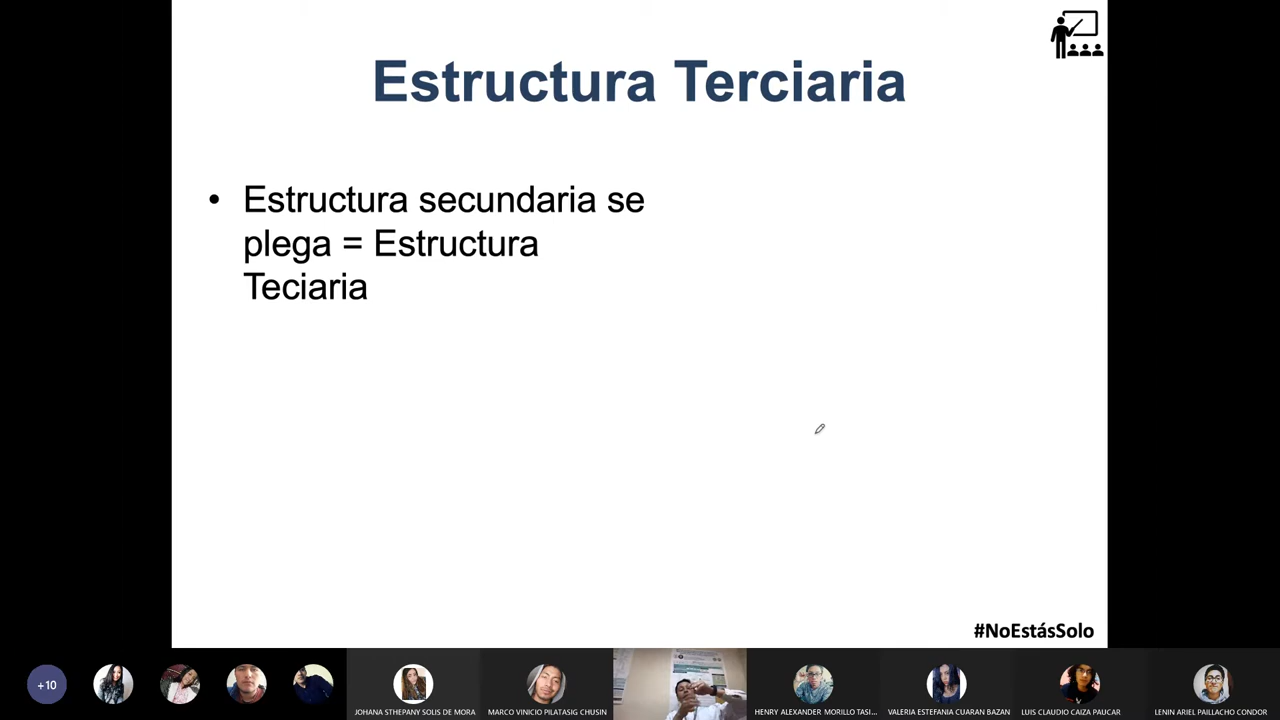 Estructura Terciaria
• Estructura secundaria se
plega = Estructura
Teciaria
#NoEstásSolo
+10
JOHANA STHEPANY SOLIS DE MORA
MARCO VINICIO PILATASIG CHUSIN
HENRY ALEXANDER MORILLO TASI...
VALERIA ESTEFANIA CUARAN BAZAN
LUIS CLAUDIO CAIZA PAUCAR
LENIN ARIEL PAILLACHO CONDOR